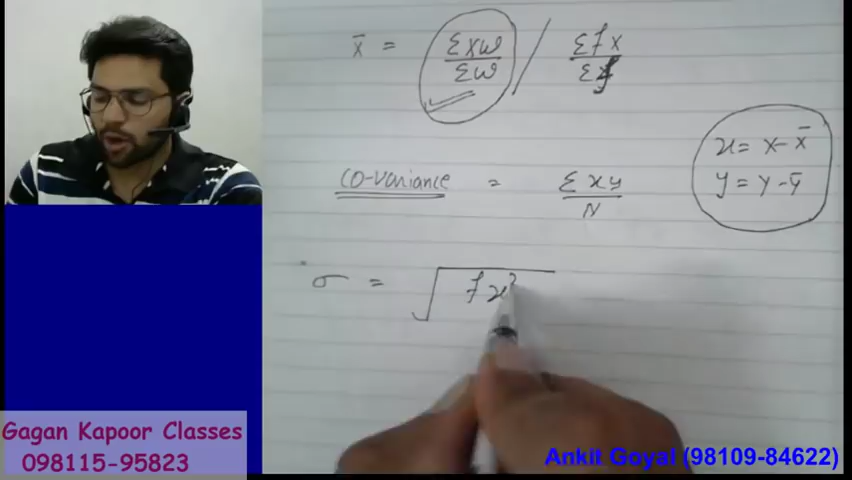 x̄ = Σxw/Σw / Σfx/Σf
x = X - X̄
y = Y - Ȳ
CO-variance = Σxy/N
σ = √fx²
Gagan Kapoor Classes
098115-95823
Ankit Goyal (98109-84622)